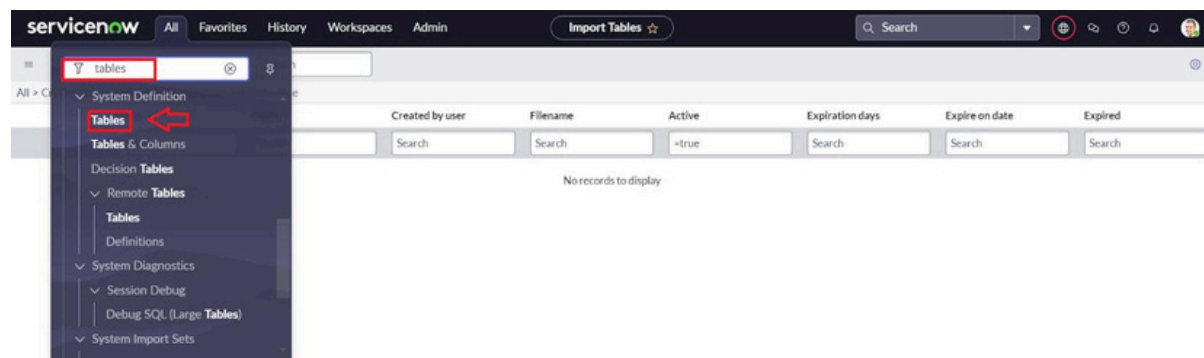 servicenow All Favorites History Workspaces Admin Import Tables Search
tables
All >
System Definition
Tables
Created by user Filename Active Expiration days Expire on date Expired
Tables & Columns
Search Search =true Search Search Search
Decision Tables
No records to display
Remote Tables
Tables
Definitions
System Diagnostics
Session Debug
Debug SQL (Large Tables)
System Import Sets